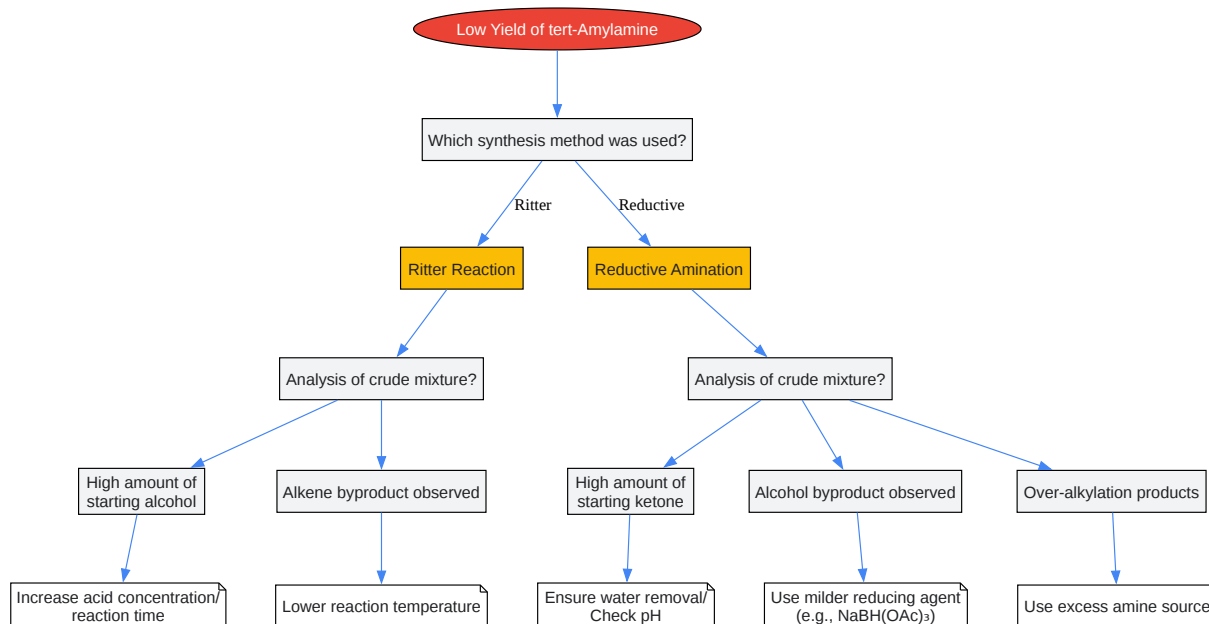 Low Yield of tert-Amylamine
Which synthesis method was used?
Ritter
Reductive
Ritter Reaction
Reductive Amination
Analysis of crude mixture?
Analysis of crude mixture?
High amount of
starting alcohol
Alkene byproduct observed
High amount of
starting ketone
Alcohol byproduct observed
Over-alkylation products
Increase acid concentration/
reaction time
Lower reaction temperature
Ensure water removal/
Check pH
Use milder reducing agent
(e.g., NaBH(OAc)₃)
Use excess amine source